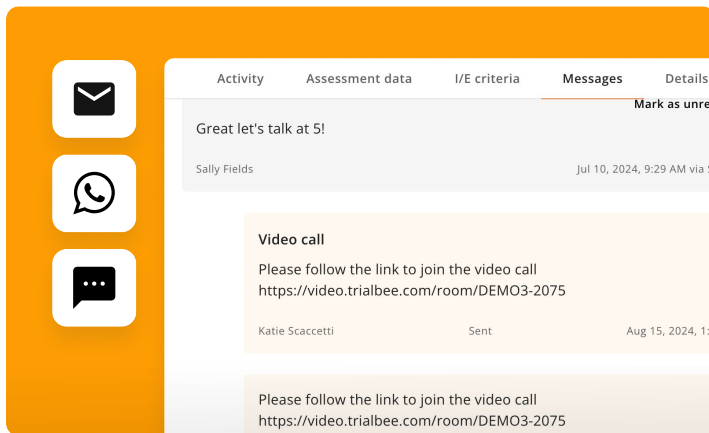 Activity Assessment data I/E criteria Messages Details
Mark as
Great let's talk at 5!
Sally Fields Jul 10, 2024, 9:29 AM via
Video call
Please follow the link to join the video call
https://video.trialbee.com/room/DEMO3-2075
Katie Scaccetti Sent Aug 15, 2024,
Please follow the link to join the video call
https://video.trialbee.com/room/DEMO3-2075